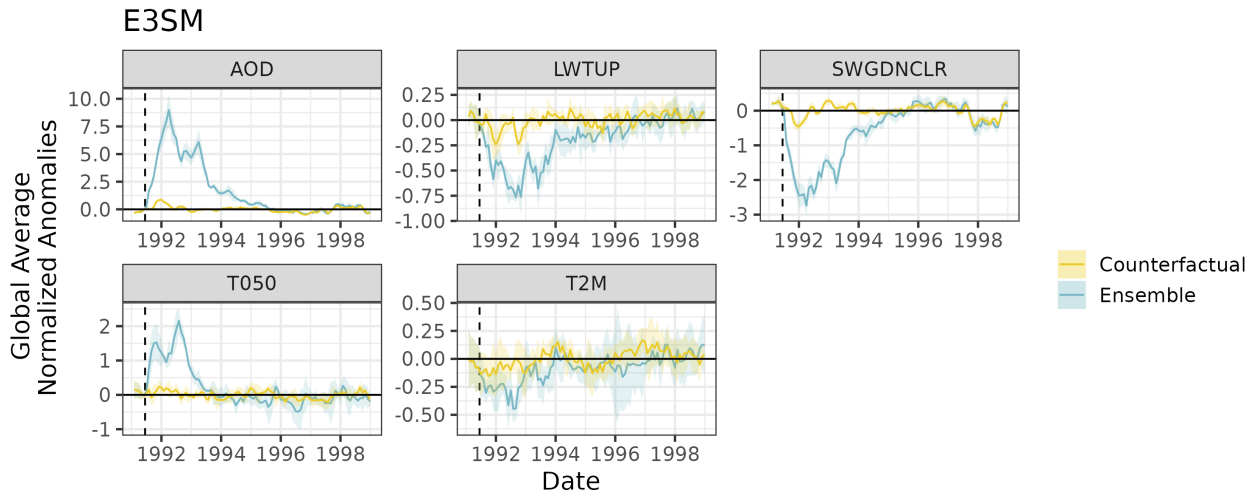 E3SM
AOD
LWTUP
SWGDNCLR
10.0
7.5
5.0
2.5
0.0
0.25
0.00
-0.25
-0.50
-0.75
-1.00
0
-1
-2
-3
1992 1994 1996 1998
1992 1994 1996 1998
1992 1994 1996 1998
T050
T2M
2
1
0
-1
0.50
0.25
0.00
-0.25
-0.50
1992 1994 1996 1998
1992 1994 1996 1998
Global Average
Normalized Anomalies
Date
Counterfactual
Ensemble